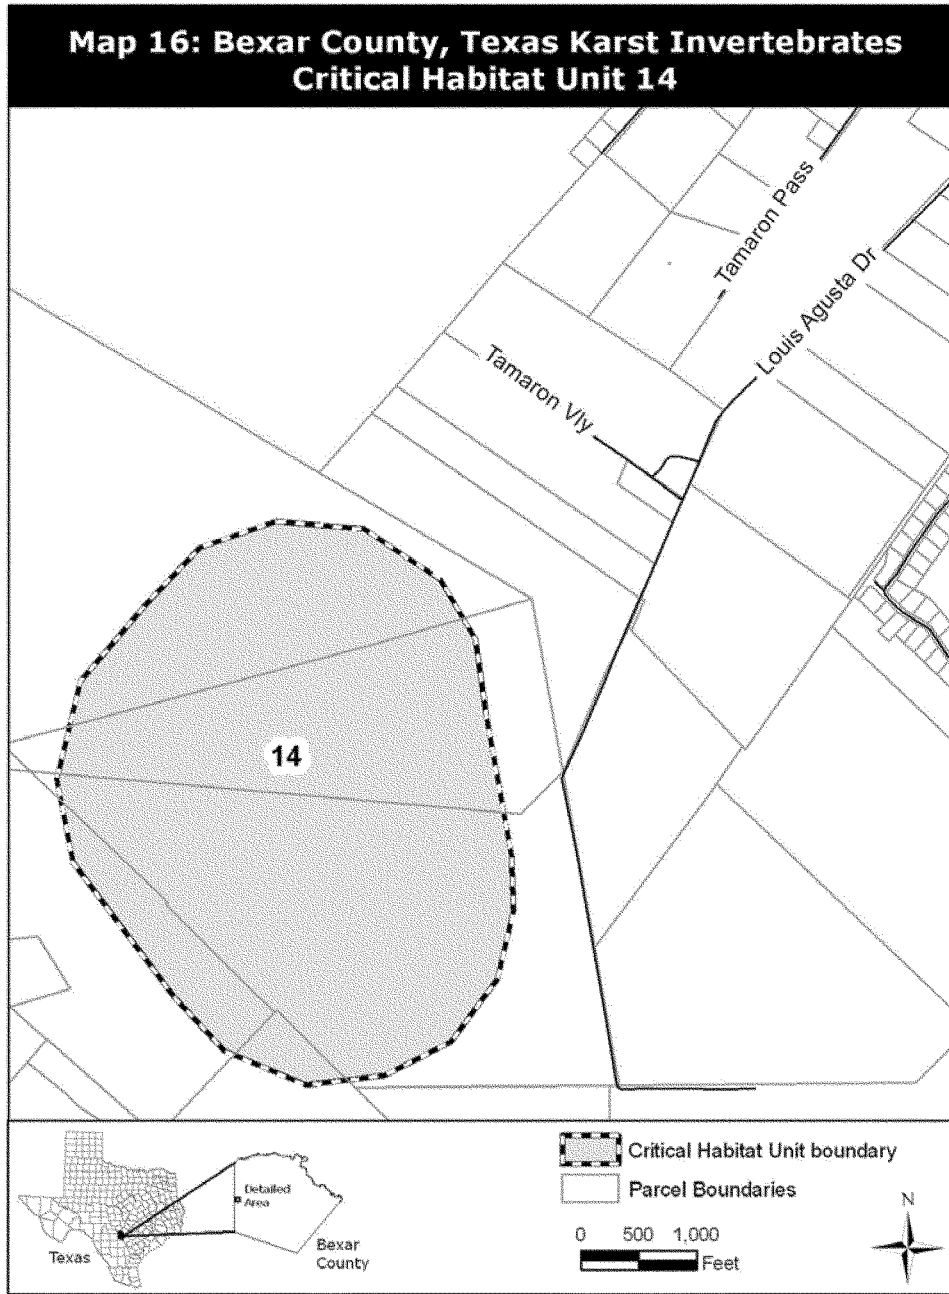 Map 16: Bexar County, Texas Karst Invertebrates
Critical Habitat Unit 14
Tamaron Pass
Louis Agusta Dr
Tamaron Vly
14
Texas
Detailed
Area
Bexar
County
Critical Habitat Unit boundary
Parcel Boundaries
0 500 1,000
Feet
N